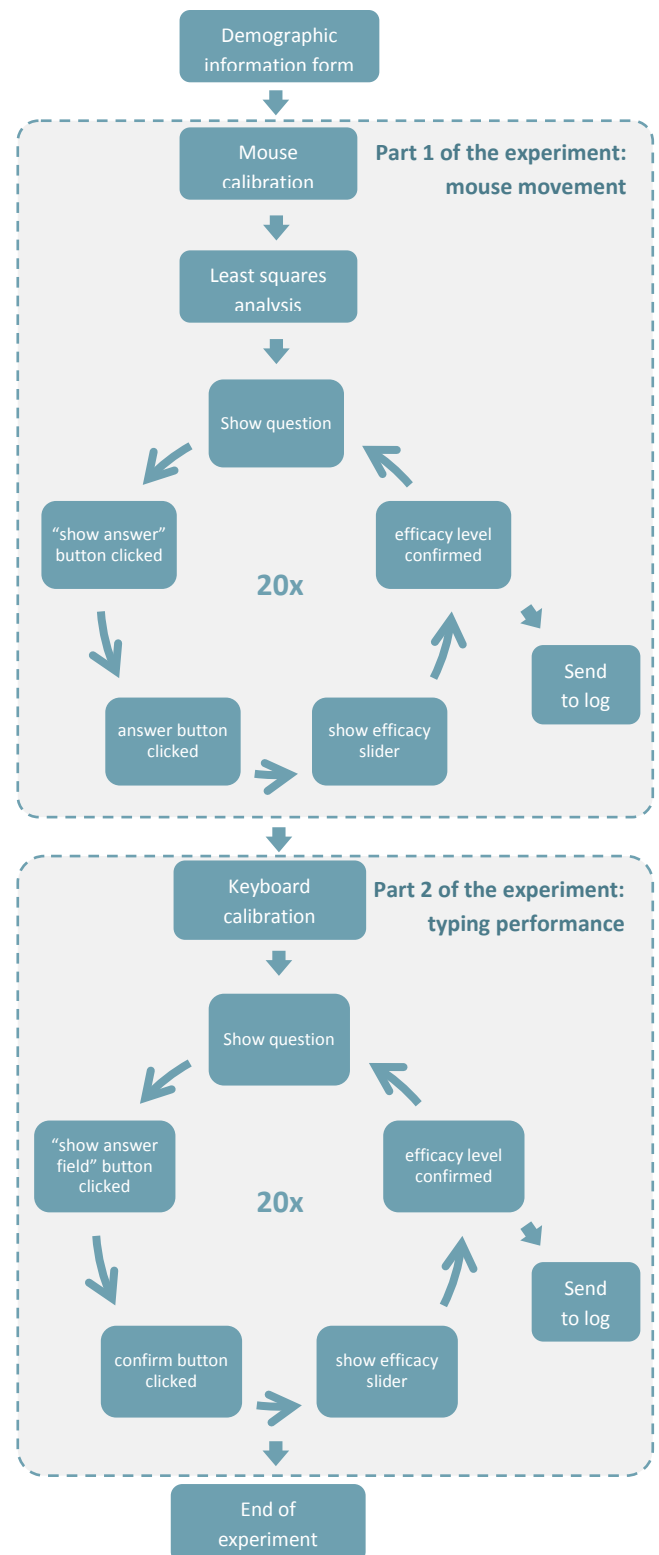 Demographic
information form
Part 1 of the experiment:
mouse movement
Mouse
calibration
Least squares
analysis
Show question
“show answer”
button clicked
efficacy level
confirmed
20x
Send
to log
answer button
clicked
show efficacy
slider
Part 2 of the experiment:
typing performance
Keyboard
calibration
Show question
“show answer
field” button
clicked
efficacy level
confirmed
20x
Send
to log
confirm button
clicked
show efficacy
slider
End of
experiment